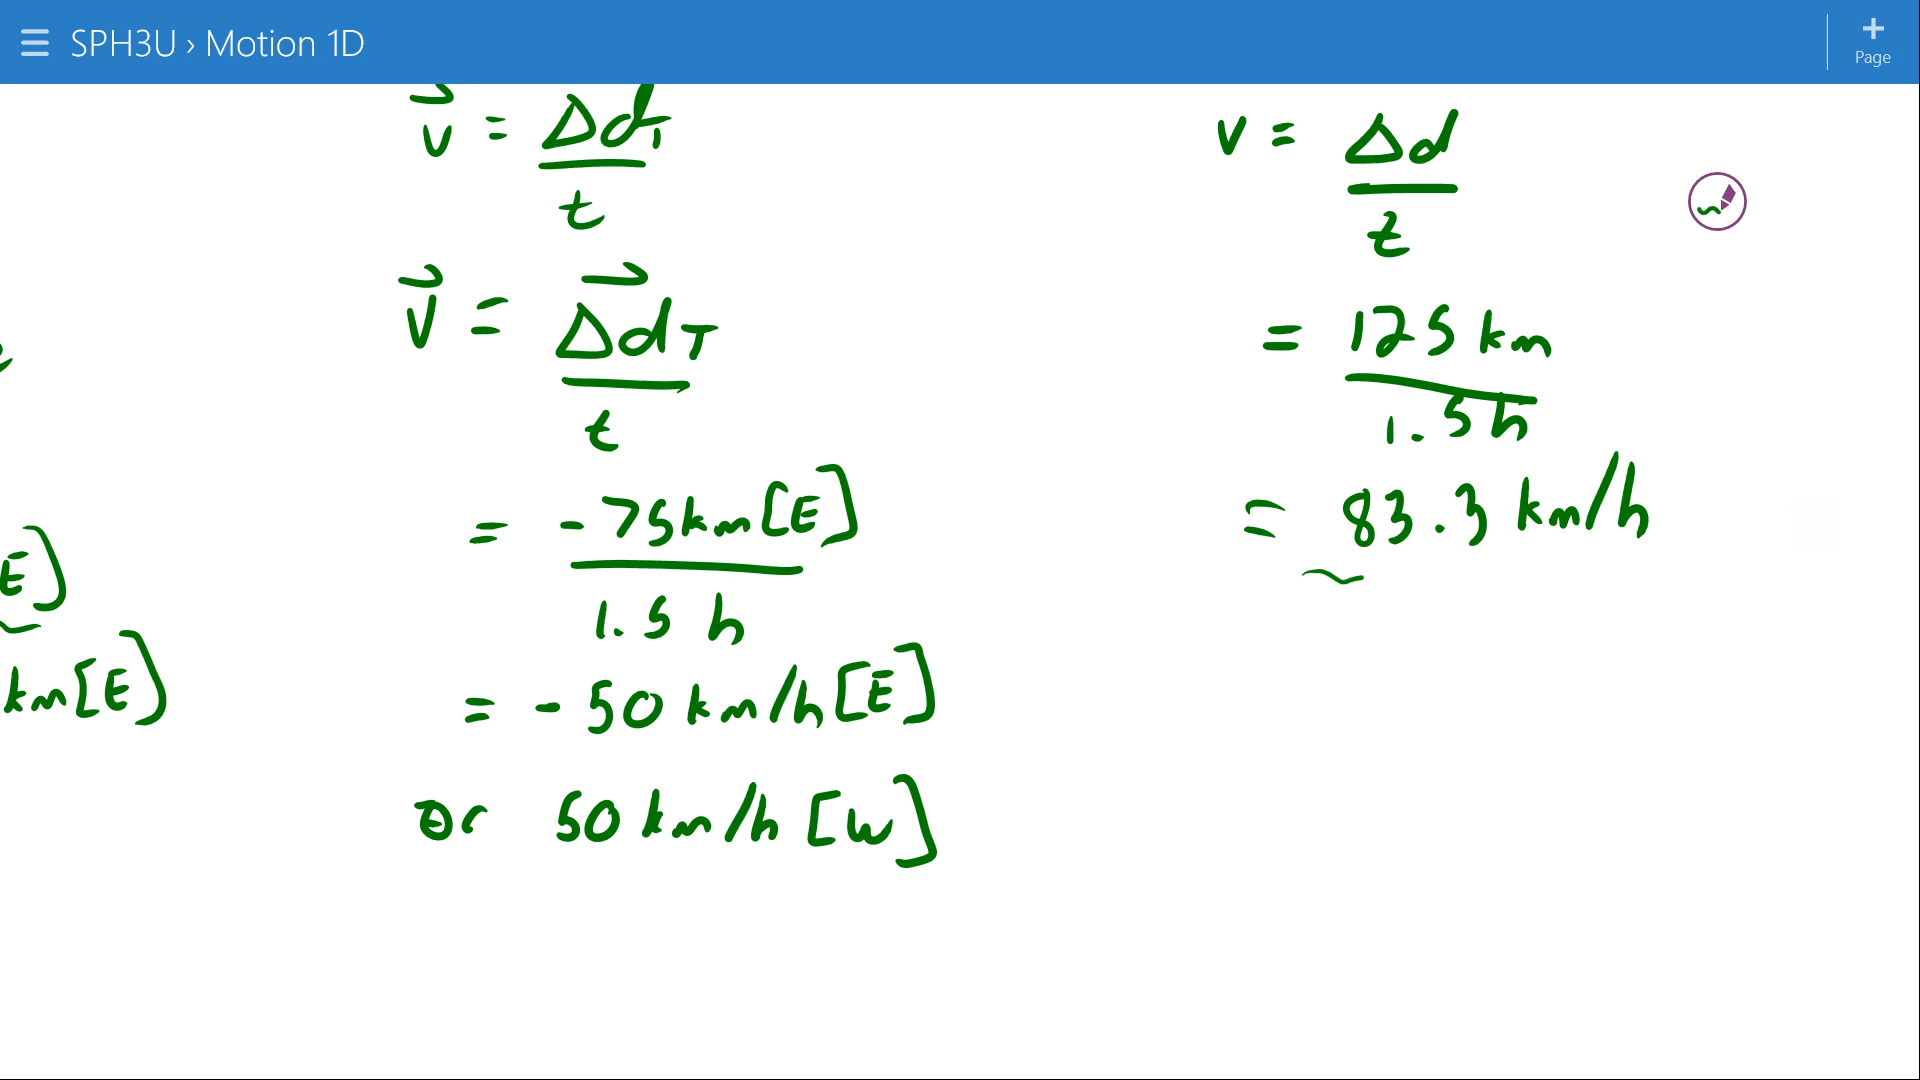 SPH3U › Motion 1D
+
Page
v⃗ = Δd⃗T
t
v⃗ = Δd⃗T
t
= -75km[E]
1.5 h
= -50 km/h[E]
or 50 km/h [W]
v = Δd
t
= 125 km
1.5h
= 83.3 km/h
E]
km[E]